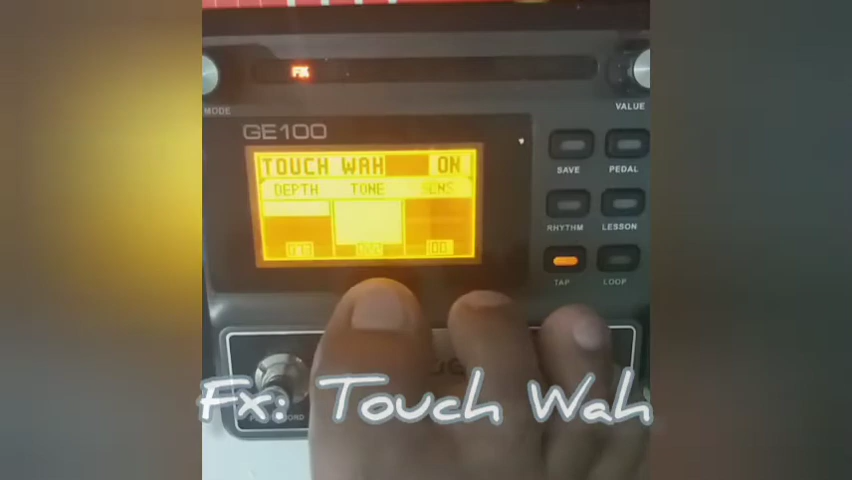 FX
MODE
VALUE
GE100
TOUCH WAH ON
DEPTH TONE SENS
SAVE PEDAL
RHYTHM LESSON
TAP LOOP
Fx: Touch Wah